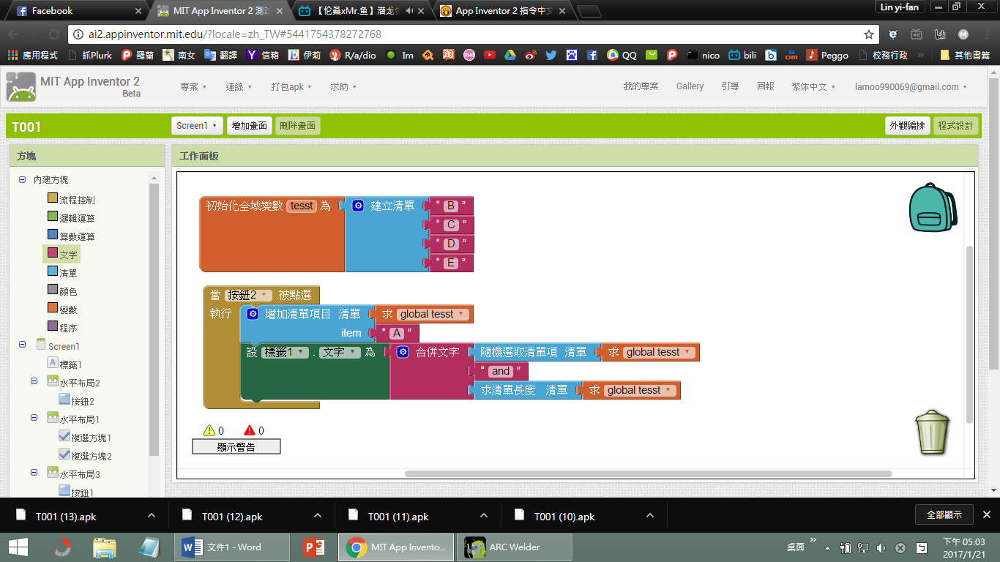 Facebook
MIT App Inventor 2 測試
App Inventor 2 指令中文
Lin yi-fan
ai2.appinventor.mit.edu/?locale=zh_TW#5441754378272768
應用程式 抓Plurk 羅蘭 南女 翻譯 信箱 伊莉 R/a/dio Im 淘 QQ nico bili Peggo 校務行政 » 其他書籤
MIT App Inventor 2
Beta
專案 連線 打包apk 求助 我的專案 Gallery 引導 回報 繁体中文 lamoo990069@gmail.com
T001 Screen1 增加畫面 刪除畫面 外觀編排 程式設計
方塊 工作面板
內建方塊
流程控制
邏輯運算
算數運算
文字
清單
顏色
變數
程序
Screen1
標籤1
水平布局2
按鈕2
水平布局1
複選方塊1
複選方塊2
水平布局3
按鈕1
初始化全域變數 tesst 為 建立清單 “ B ”
“ C ”
“ D ”
“ E ”
當 按鈕2 .被點選
執行 增加清單項目 清單 求 global tesst
item “ A ”
設 標籤1 . 文字 為 合併文字 隨機選取清單項 清單 求 global tesst
“ and ”
求清單長度 清單 求 global tesst
0 0
顯示警告
T001 (13).apk T001 (12).apk T001 (11).apk T001 (10).apk 全部顯示
文件1 - Word MIT App Invento... ARC Welder 桌面 » 下午 05:03
2017/1/21